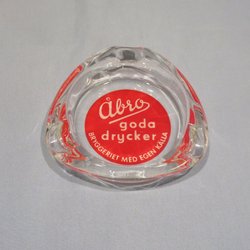 Åbro
goda
drycker
BRYGGERIET MED EGEN KÄLLA